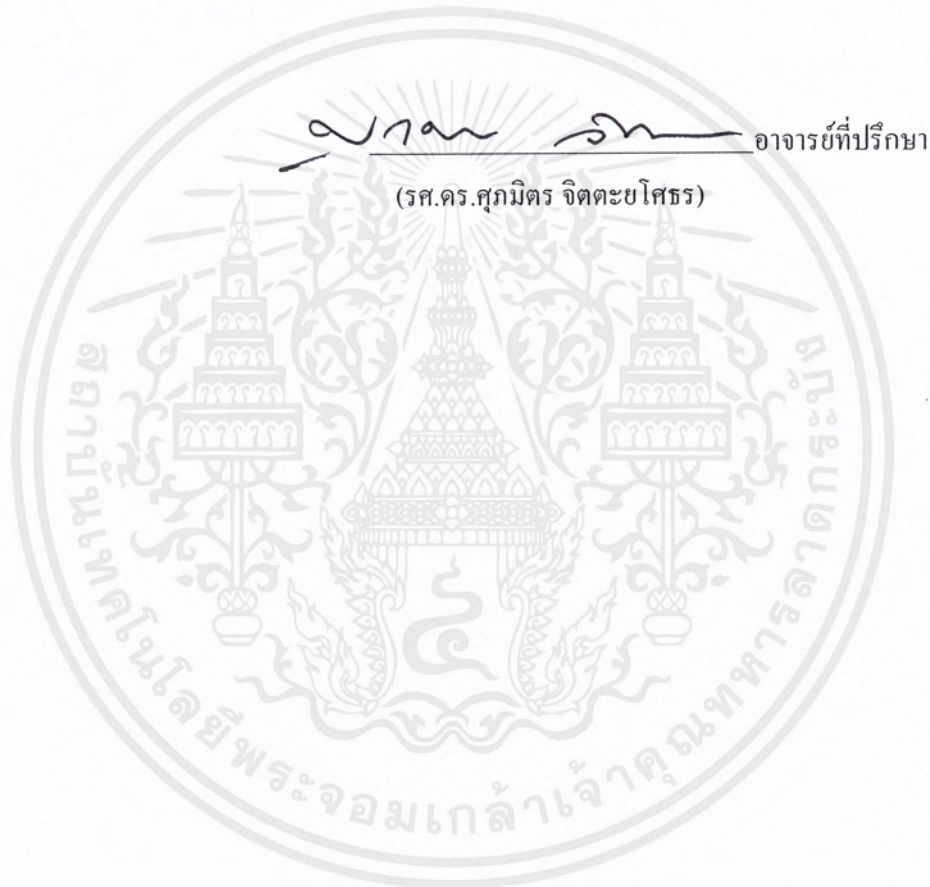 อาจารย์ที่ปรึกษา
(รศ.ดร.ศุภมิตร จิตตะยโศธร)
สถาบันเทคโนโลยีพระจอมเกล้าเจ้าคุณทหารลาดกระบัง
๔